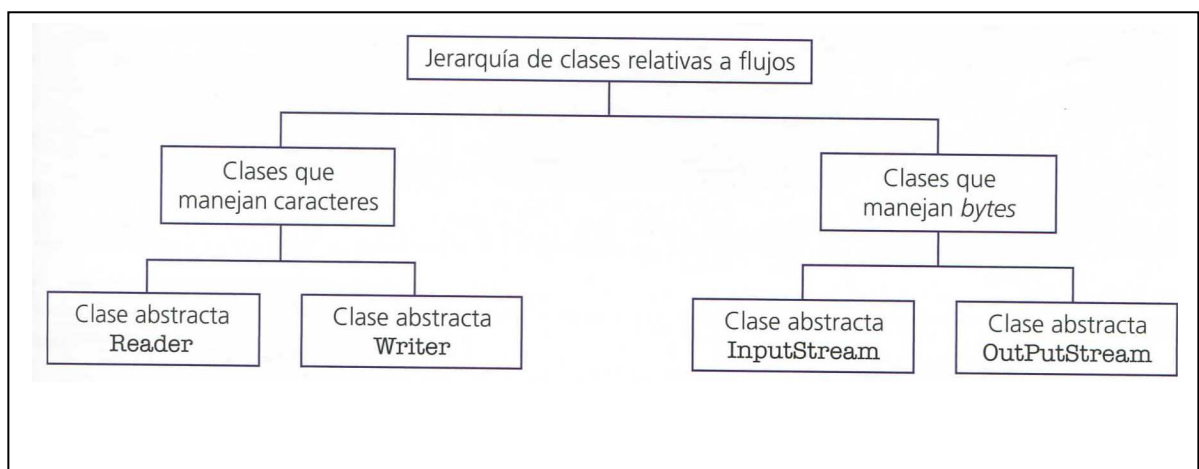 Jerarquía de clases relativas a flujos
Clases que
manejan caracteres
Clases que
manejan bytes
Clase abstracta
Reader
Clase abstracta
Writer
Clase abstracta
InputStream
Clase abstracta
OutPutStream